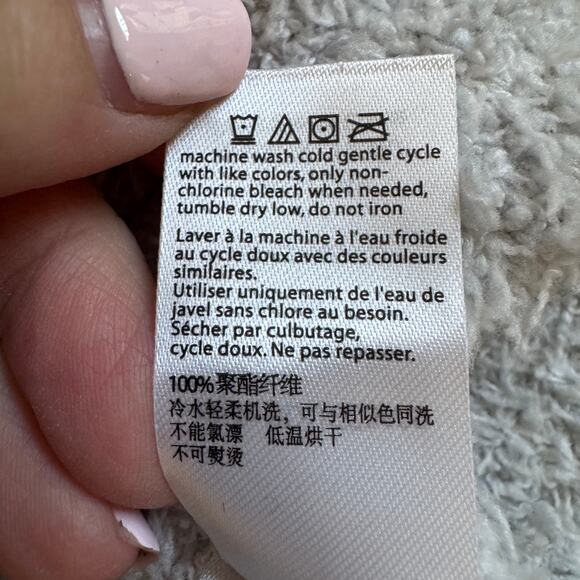 machine wash cold gentle cycle
with like colors, only non-
chlorine bleach when needed,
tumble dry low, do not iron
Laver à la machine à l'eau froide
au cycle doux avec des couleurs
similaires.
Utiliser uniquement de l'eau de
javel sans chlore au besoin.
Sécher par culbutage,
cycle doux. Ne pas repasser.
100%聚酯纤维
冷水轻柔机洗，可与相似色同洗
不能氯漂 低温烘干
不可熨烫